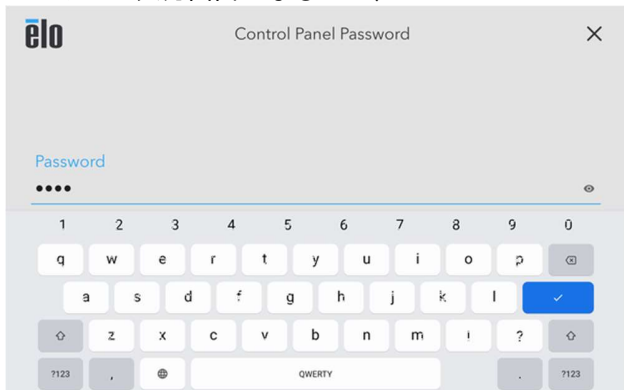 ēlo
Control Panel Password
Password
••••
1 2 3 4 5 6 7 8 9 0
q w e r t y u i o p
a s d f g h j k l
z x c v b n m ! ?
?123 , QWERTY . ?123